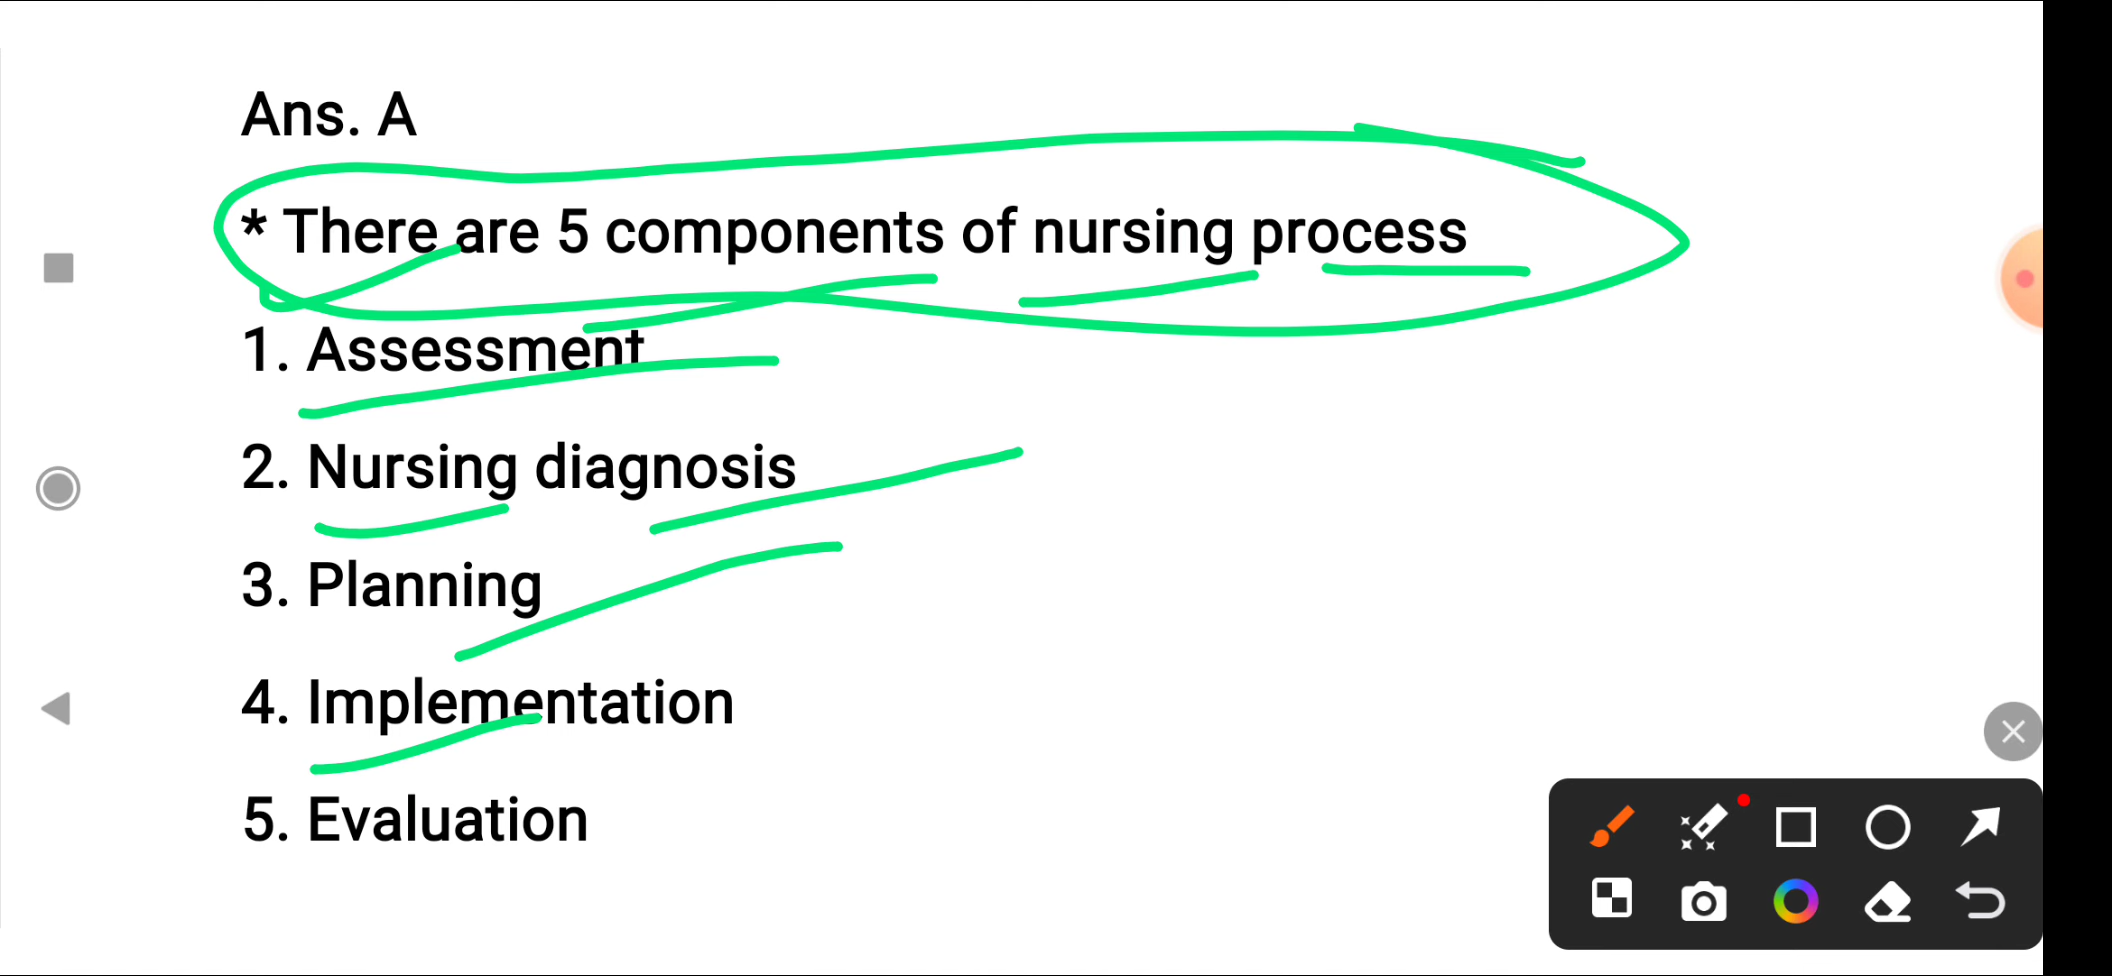 Ans. A
* There are 5 components of nursing process
1. Assessment
2. Nursing diagnosis
3. Planning
4. Implementation
5. Evaluation